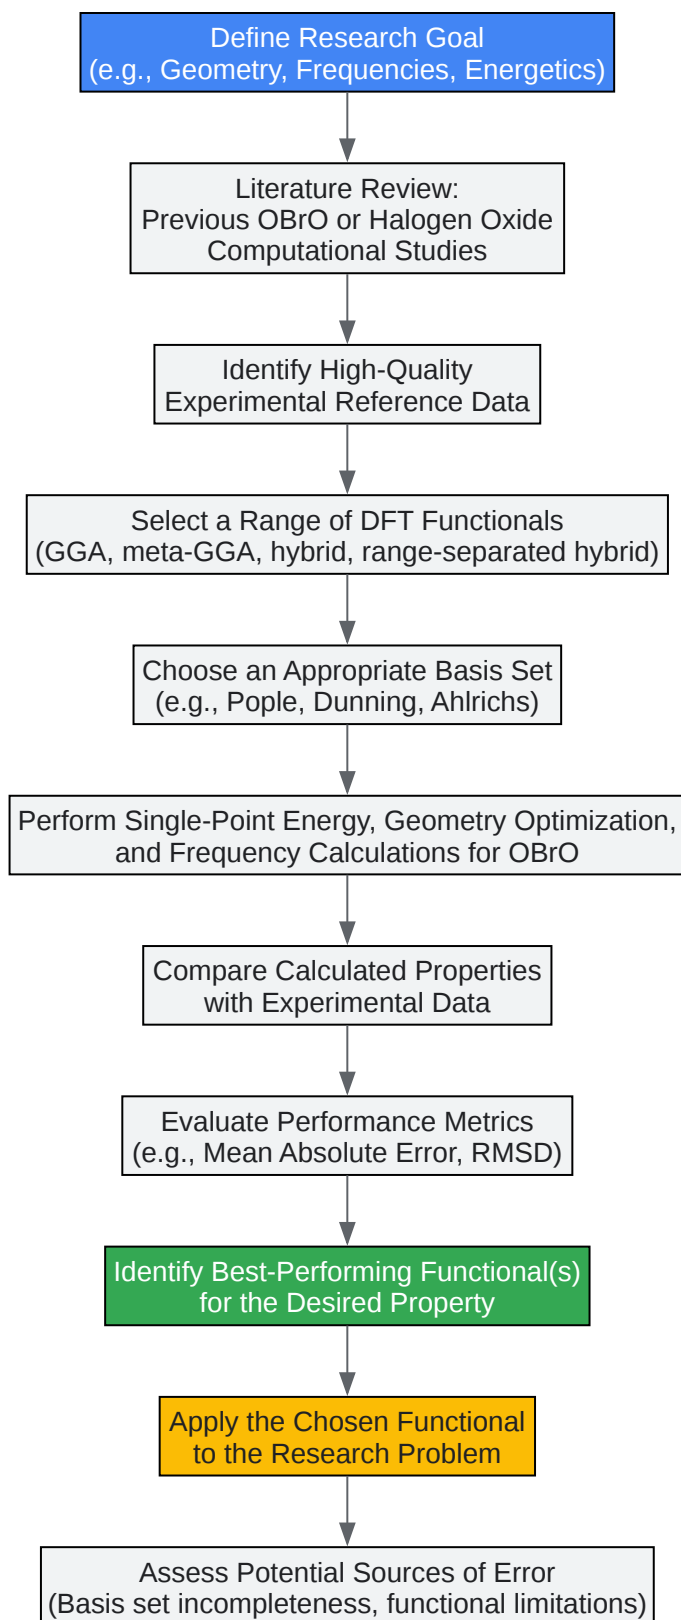 Define Research Goal
(e.g., Geometry, Frequencies, Energetics)
Literature Review:
Previous OBrO or Halogen Oxide
Computational Studies
Identify High-Quality
Experimental Reference Data
Select a Range of DFT Functionals
(GGA, meta-GGA, hybrid, range-separated hybrid)
Choose an Appropriate Basis Set
(e.g., Pople, Dunning, Ahlrichs)
Perform Single-Point Energy, Geometry Optimization,
and Frequency Calculations for OBrO
Compare Calculated Properties
with Experimental Data
Evaluate Performance Metrics
(e.g., Mean Absolute Error, RMSD)
Identify Best-Performing Functional(s)
for the Desired Property
Apply the Chosen Functional
to the Research Problem
Assess Potential Sources of Error
(Basis set incompleteness, functional limitations)